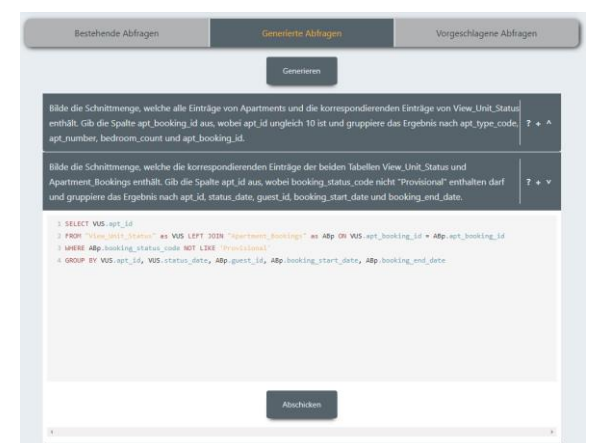 Bestehende Abfragen
Generierte Abfragen
Vorgeschlagene Abfragen
Generieren
Bilde die Schnittmenge, welche alle Einträge von Apartments und die korrespondierenden Einträge von View_Unit_Status
enthält. Gib die Spalte apt_booking_id aus, wobei apt_id ungleich 10 ist und gruppiere das Ergebnis nach apt_type_code,
apt_number, bedroom_count und apt_booking_id.
? + ^
Bilde die Schnittmenge, welche die korrespondierenden Einträge der beiden Tabellen View_Unit_Status und
Apartment_Bookings enthält. Gib die Spalte apt_id aus, wobei booking_status_code nicht "Provisional" enthalten darf
und gruppiere das Ergebnis nach apt_id, status_date, guest_id, booking_start_date und booking_end_date.
? + v
1 SELECT VUS.apt_id
2 FROM "View_Unit_Status" as VUS LEFT JOIN "Apartment_Bookings" as ABp ON VUS.apt_booking_id = ABp.apt_booking_id
3 WHERE ABp.booking_status_code NOT LIKE 'Provisional'
4 GROUP BY VUS.apt_id, VUS.status_date, ABp.guest_id, ABp.booking_start_date, ABp.booking_end_date
Abschicken